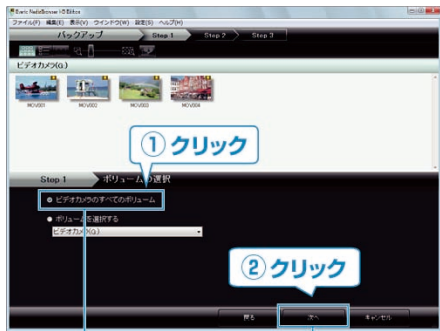 Everio MediaBrowser HD Edition
ファイル(F) 編集(E) 表示(V) ウインドウ(W) 設定(S) ヘルプ(H)
バックアップ Step 1 Step 2 Step 3
ビデオカメラ(G:)
MOV001 MOV002 MOV003 MOV004
① クリック
Step 1 ボリュームの選択
ビデオカメラのすべてのボリューム
ボリュームを選択する
ビデオカメラ(G:)
② クリック
戻る 次へ キャンセル